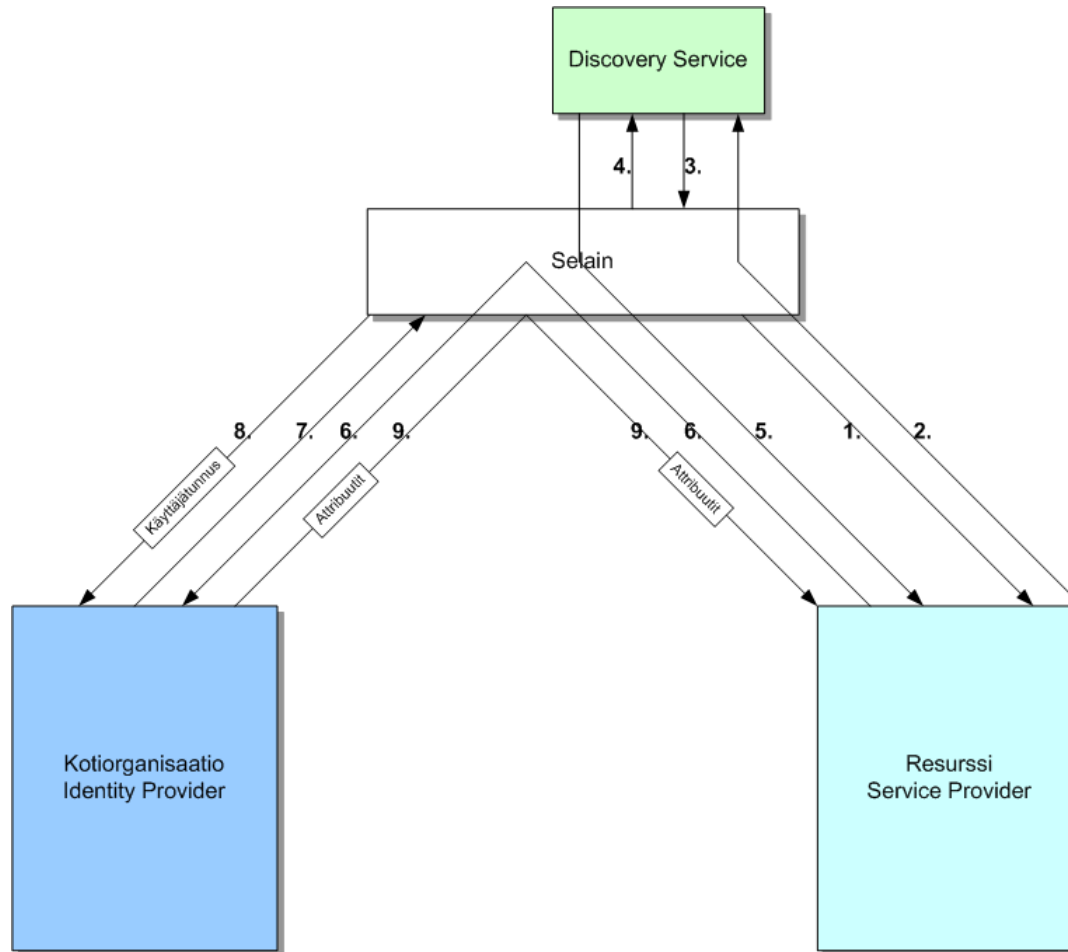 Discovery Service
4.
3.
Selain
8.
7.
6.
9.
9.
6.
5.
1.
2.
Käyttäjätunnus
Attribuutit
Attribuutit
Kotiorganisaatio
Identity Provider
Resurssi
Service Provider